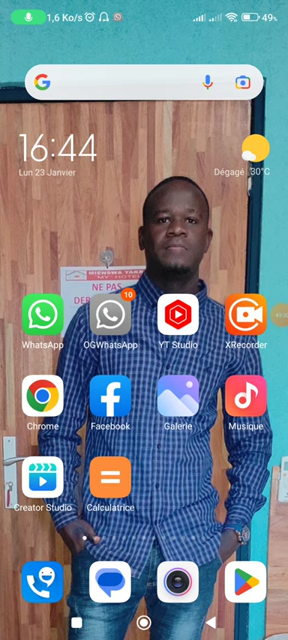 1,6 Ko/s
49%
16:44
Lun 23 Janvier
Dégagé 30°C
NE PAS
10
WhatsApp
OGWhatsApp
YT Studio
XRecorder
Chrome
Facebook
Galerie
Musique
Creator Studio
Calculatrice